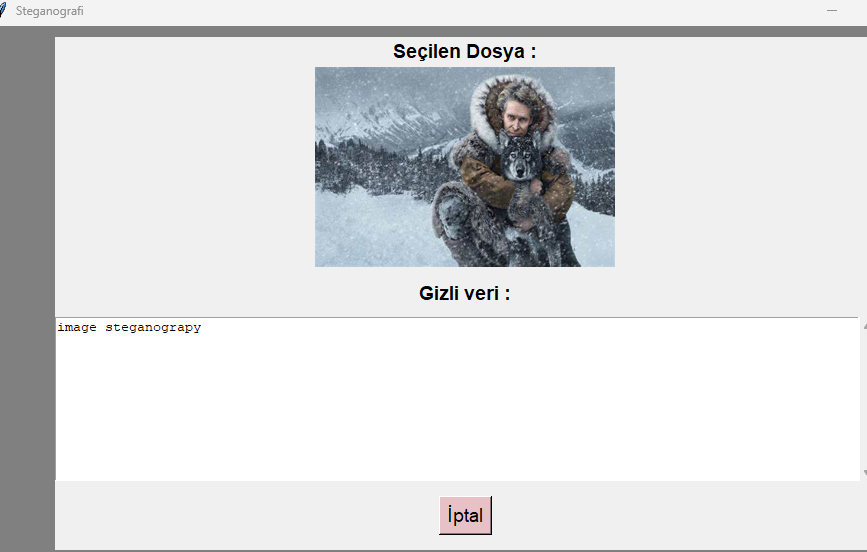 Steganografi
Seçilen Dosya :
Gizli veri :
image steganograpy
İptal